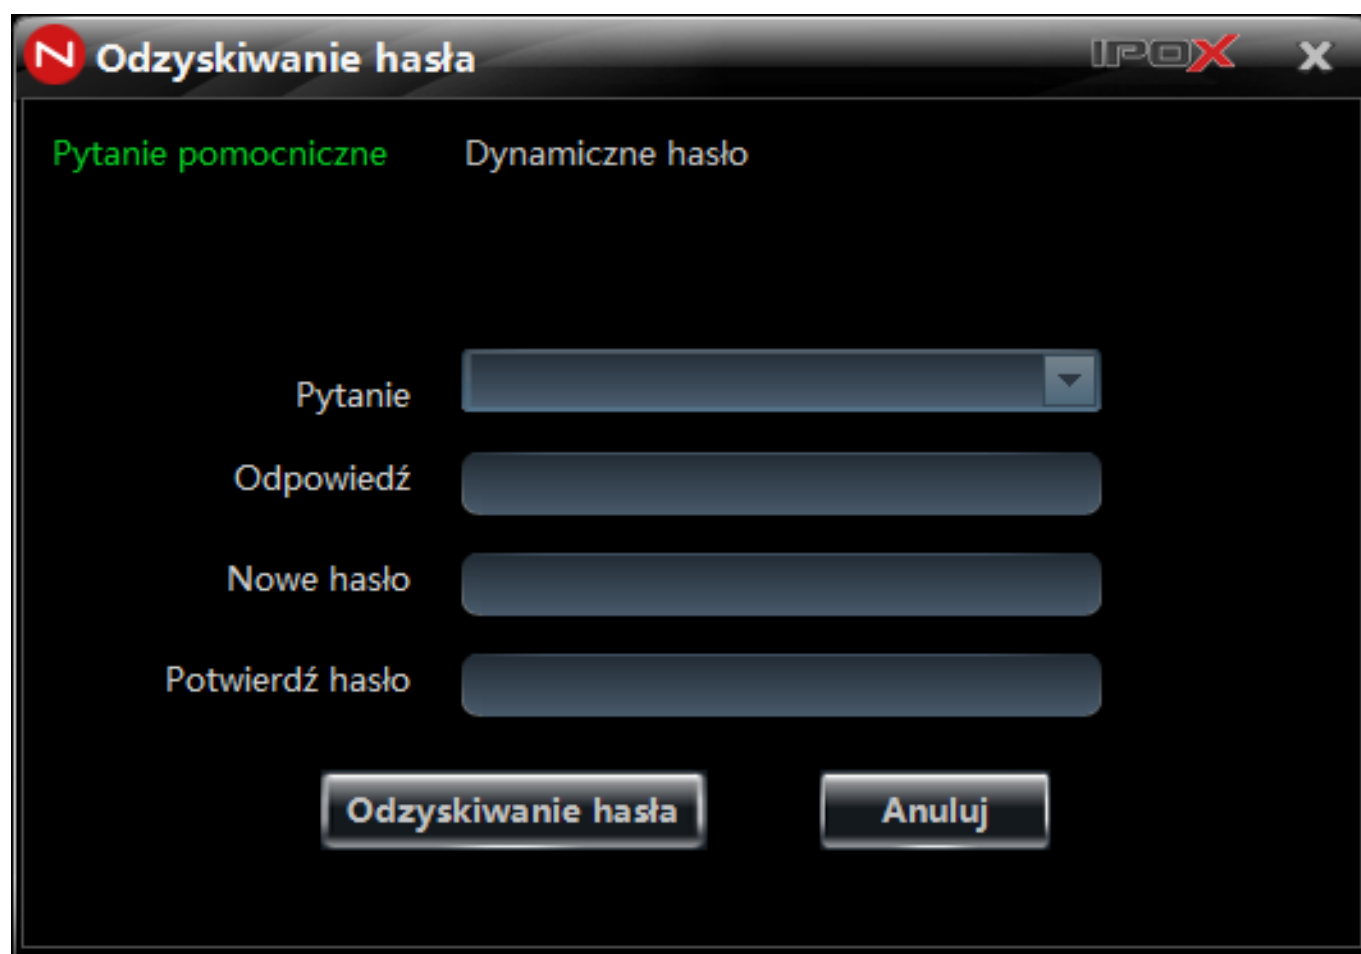 N Odzyskiwanie hasła IPOX X
Pytanie pomocniczne Dynamiczne hasło
Pytanie
Odpowiedź
Nowe hasło
Potwierdź hasło
Odzyskiwanie hasła Anuluj